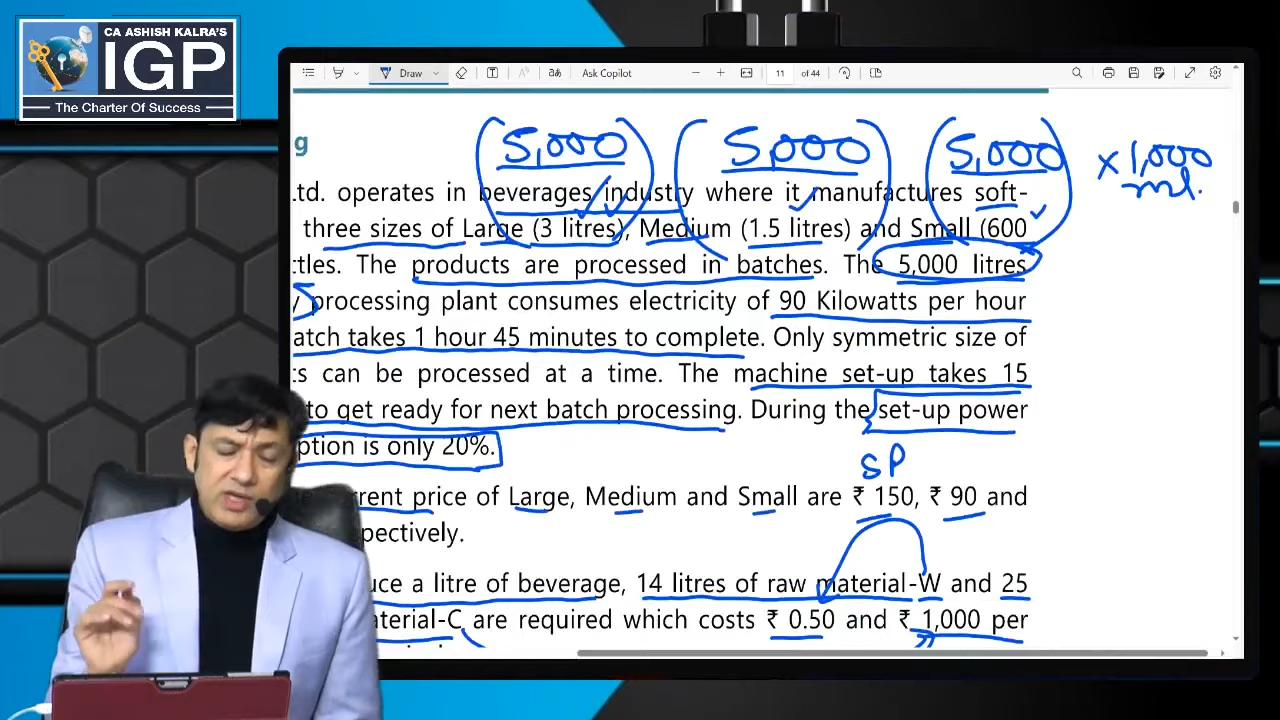 CA ASHISH KALRA'S
IGP
The Charter Of Success
Draw
Ask Copilot
11 of 44
g
5,000 5,000 5,000 × 1,000 ml.
Ltd. operates in beverages industry where it manufactures soft-
three sizes of Large (3 litres), Medium (1.5 litres) and Small (600
ttles. The products are processed in batches. The 5,000 litres
y processing plant consumes electricity of 90 Kilowatts per hour
atch takes 1 hour 45 minutes to complete. Only symmetric size of
ts can be processed at a time. The machine set-up takes 15
to get ready for next batch processing. During the set-up power
ption is only 20%.
SP
rrent price of Large, Medium and Small are ₹ 150, ₹ 90 and
pectively.
uce a litre of beverage, 14 litres of raw material-W and 25
aterial-C are required which costs ₹ 0.50 and ₹ 1,000 per